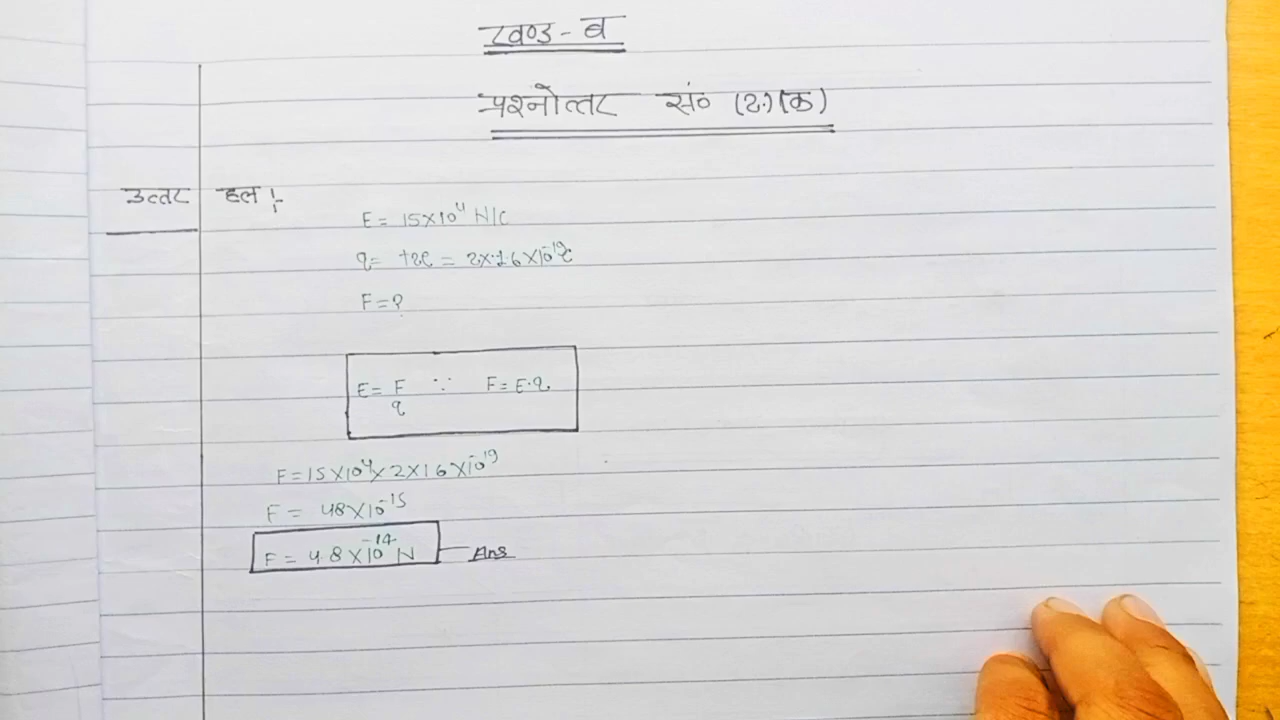 खण्ड - ब
प्रश्नोत्तर सं० (2.)(क)
उत्तर हल :-
E = 15×10⁴ N/C
q = +2e = 2×1.6×10⁻¹⁹C
F = ?
E = F/q ∵ F = E·q
F = 15×10⁴×2×1.6×10⁻¹⁹
F = 48×10⁻¹⁵
F = 4.8×10⁻¹⁴ N Ans